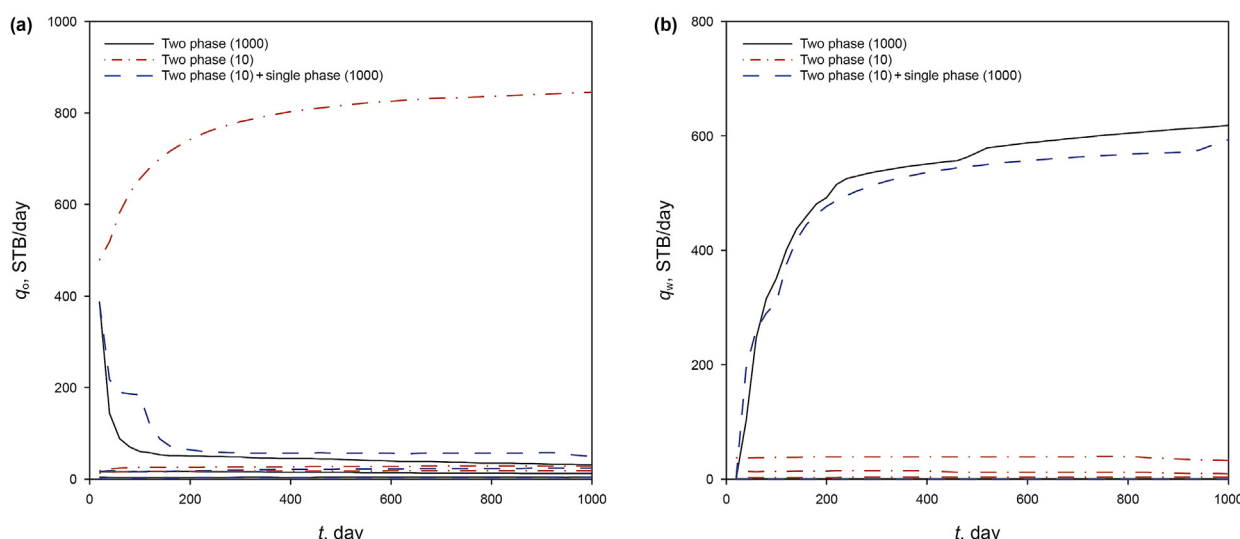 (a)
1000
800
600
400
200
0
qo, STB/day
Two phase (1000)
Two phase (10)
Two phase (10) + single phase (1000)
0
200
400
600
800
1000
t, day
(b)
800
600
400
200
0
qw, STB/day
Two phase (1000)
Two phase (10)
Two phase (10) + single phase (1000)
0
200
400
600
800
1000
t, day